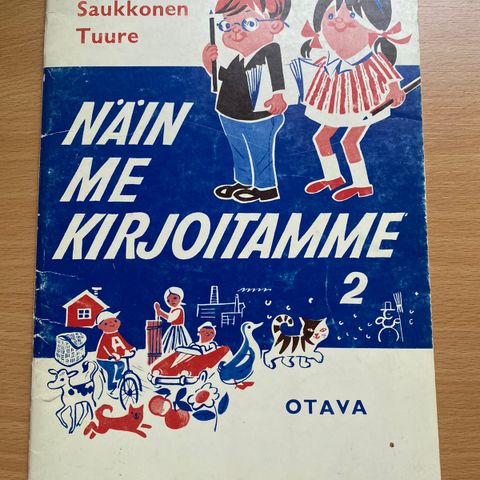 Saukkonen
Tuure
NÄIN
ME
KIRJOITAMME
2
A
OTAVA